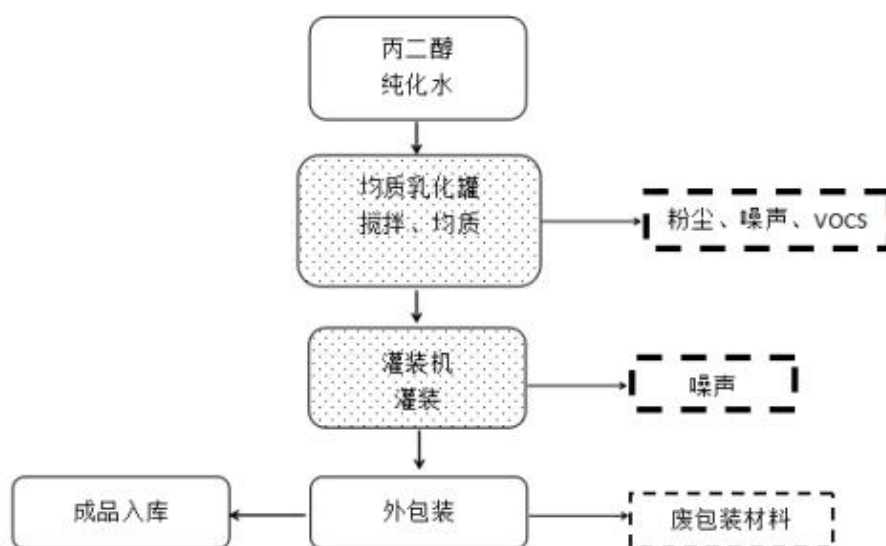 丙二醇
纯化水
均质乳化罐
搅拌、均质
粉尘、噪声、VOCS
灌装机
灌装
噪声
成品入库
外包装
废包装材料